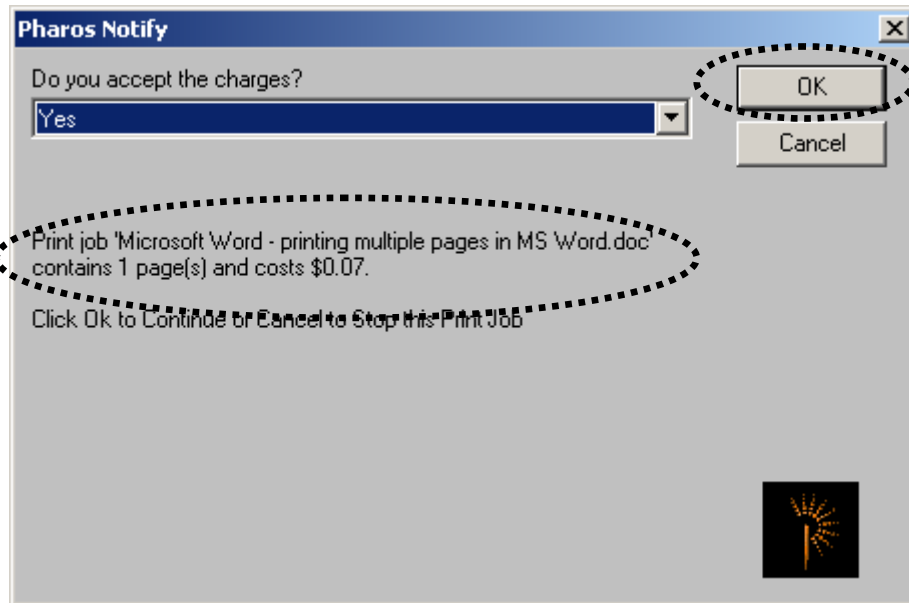 Pharos Notify
Do you accept the charges?
OK
Yes
Cancel
Print job 'Microsoft Word - printing multiple pages in MS Word.doc'
contains 1 page(s) and costs $0.07.
Click Ok to Continue or Cancel to Stop this Print Job